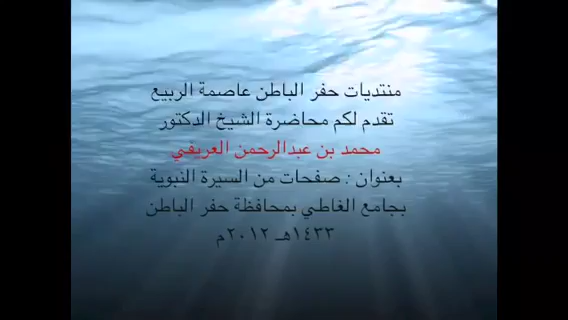 منتديات حفر الباطن عاصمة الربيع
تقدم لكم محاضرة الشيخ الدكتور
محمد بن عبدالرحمن العريفي
بعنوان : صفحات من السيرة النبوية
بجامع الغاطي بمحافظة حفر الباطن
١٤٣٣هـ ٢٠١٢م